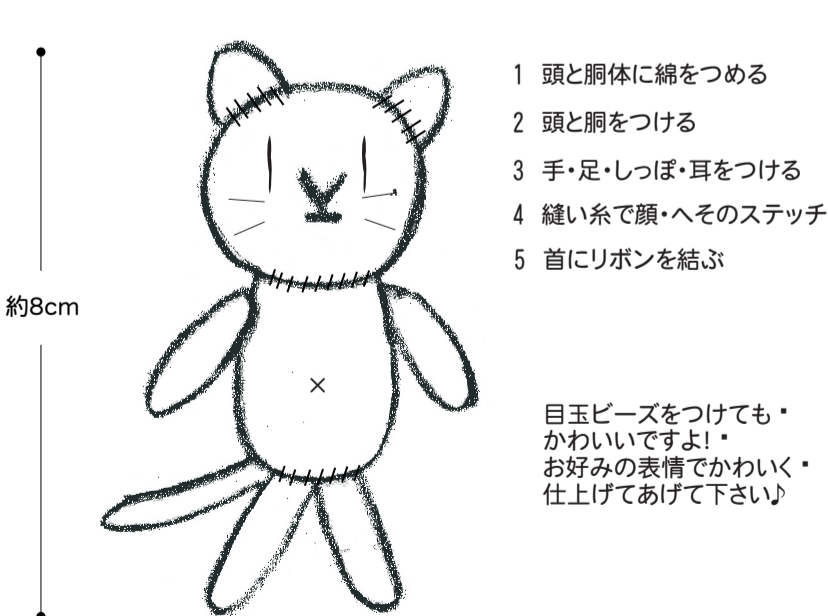 約8cm
1 頭と胴体に綿をつめる
2 頭と胴をつける
3 手・足・しっぽ・耳をつける
4 縫い糸で顔・へそのステッチ
5 首にリボンを結ぶ
目玉ビーズをつけても
かわいいですよ!
お好みの表情でかわいく
仕上げてあげて下さい♪